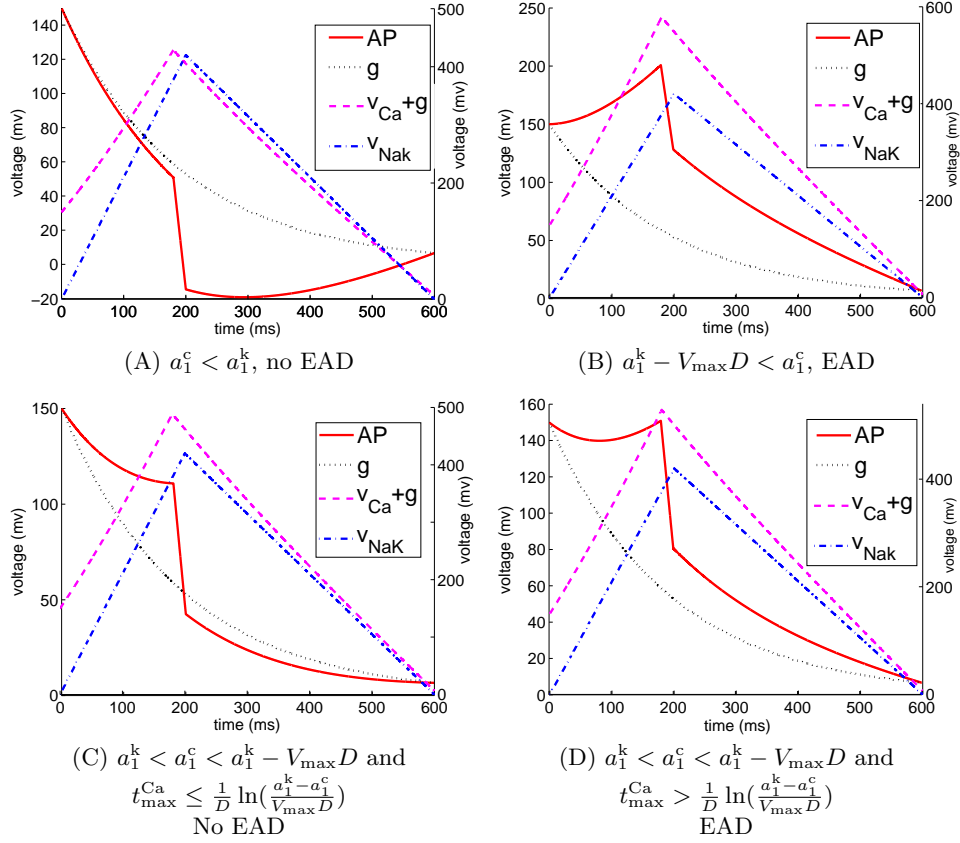 150
120
100
80
60
40
20
0
−20
voltage (mv)
0 100 200 300 400 500 600
time (ms)
500
400
200
0
voltage (mv)
AP
g
v_Ca+g
v_Nak
(A) a_1^c < a_1^k, no EAD
250
200
150
100
50
0
voltage (mv)
0 100 200 300 400 500 600
time (ms)
600
400
200
0
voltage (mv)
AP
g
v_Ca+g
v_NaK
(B) a_1^k − V_max D < a_1^c, EAD
150
100
50
0
voltage (mv)
0 100 200 300 400 500 600
time (ms)
500
400
200
0
voltage (mv)
AP
g
v_Ca+g
v_NaK
(C) a_1^k < a_1^c < a_1^k − V_max D and
t_max^Ca ≤ 1/D ln((a_1^k − a_1^c)/(V_max D))
No EAD
160
140
120
100
80
60
40
20
0
voltage (mv)
0 100 200 300 400 500 600
time (ms)
400
200
0
voltage (mv)
AP
g
v_Ca+g
v_Nak
(D) a_1^k < a_1^c < a_1^k − V_max D and
t_max^Ca > 1/D ln((a_1^k − a_1^c)/(V_max D))
EAD